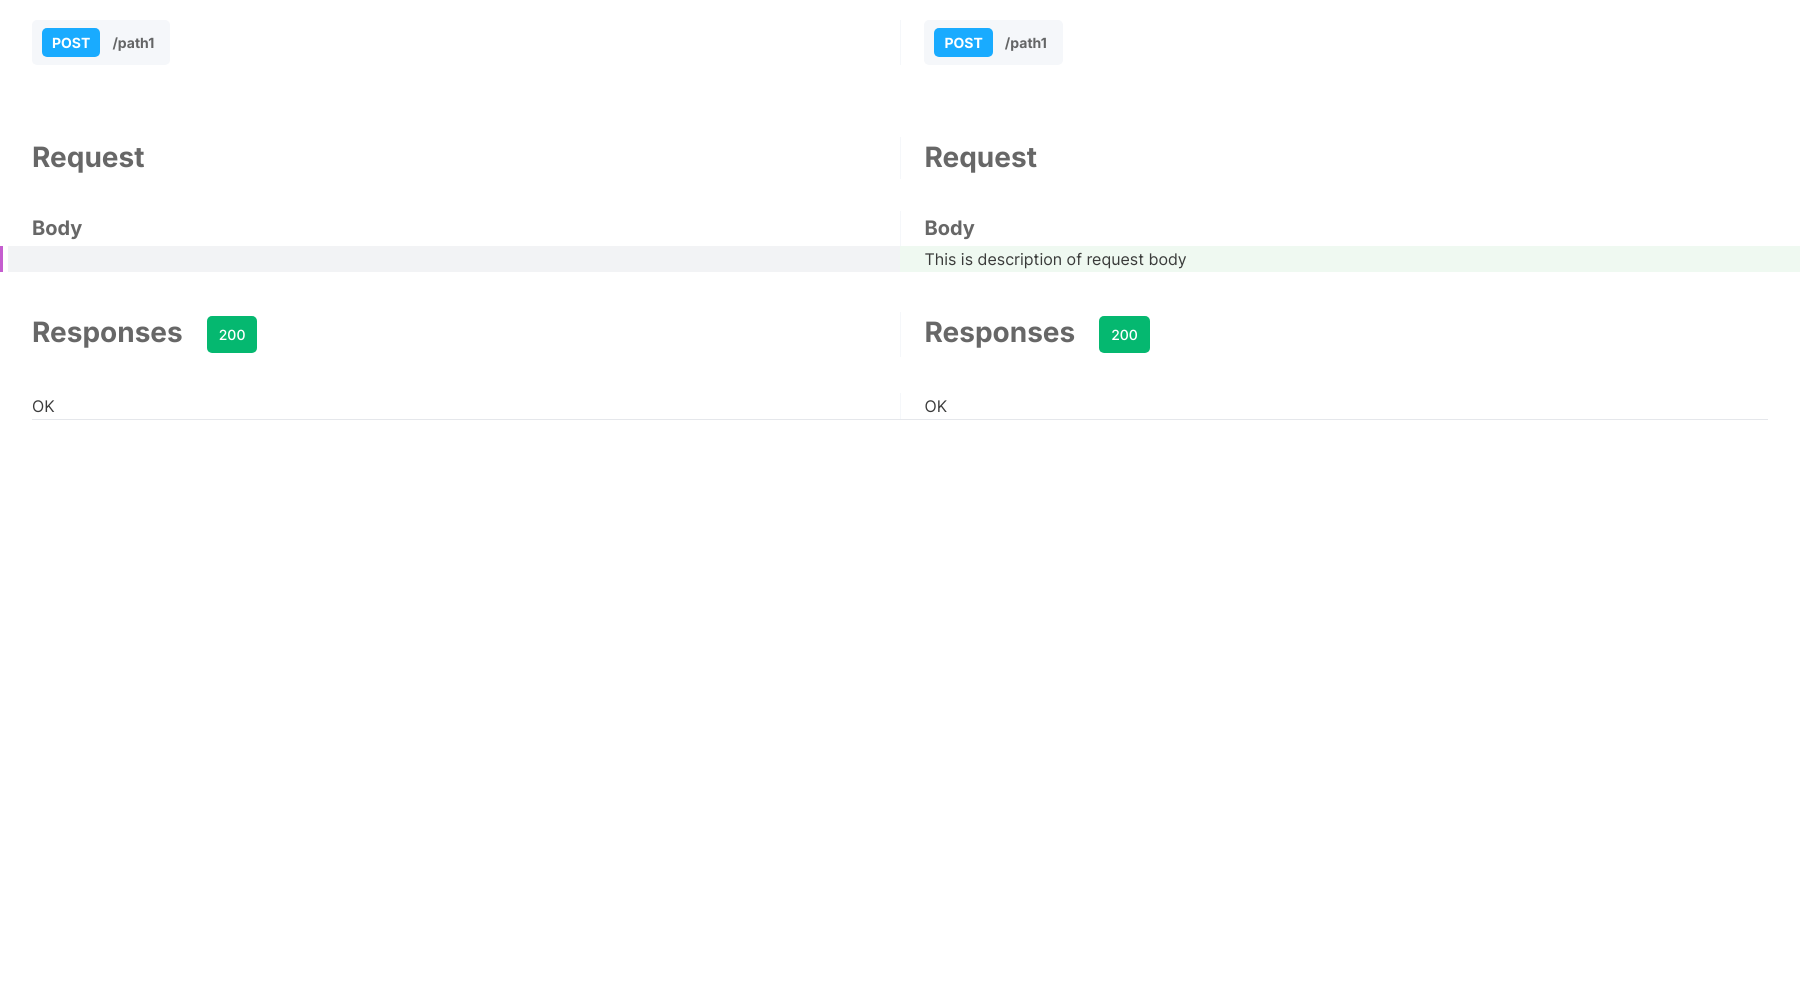 POST /path1 POST /path1
Request Request
Body Body
This is description of request body
Responses 200 Responses 200
OK OK